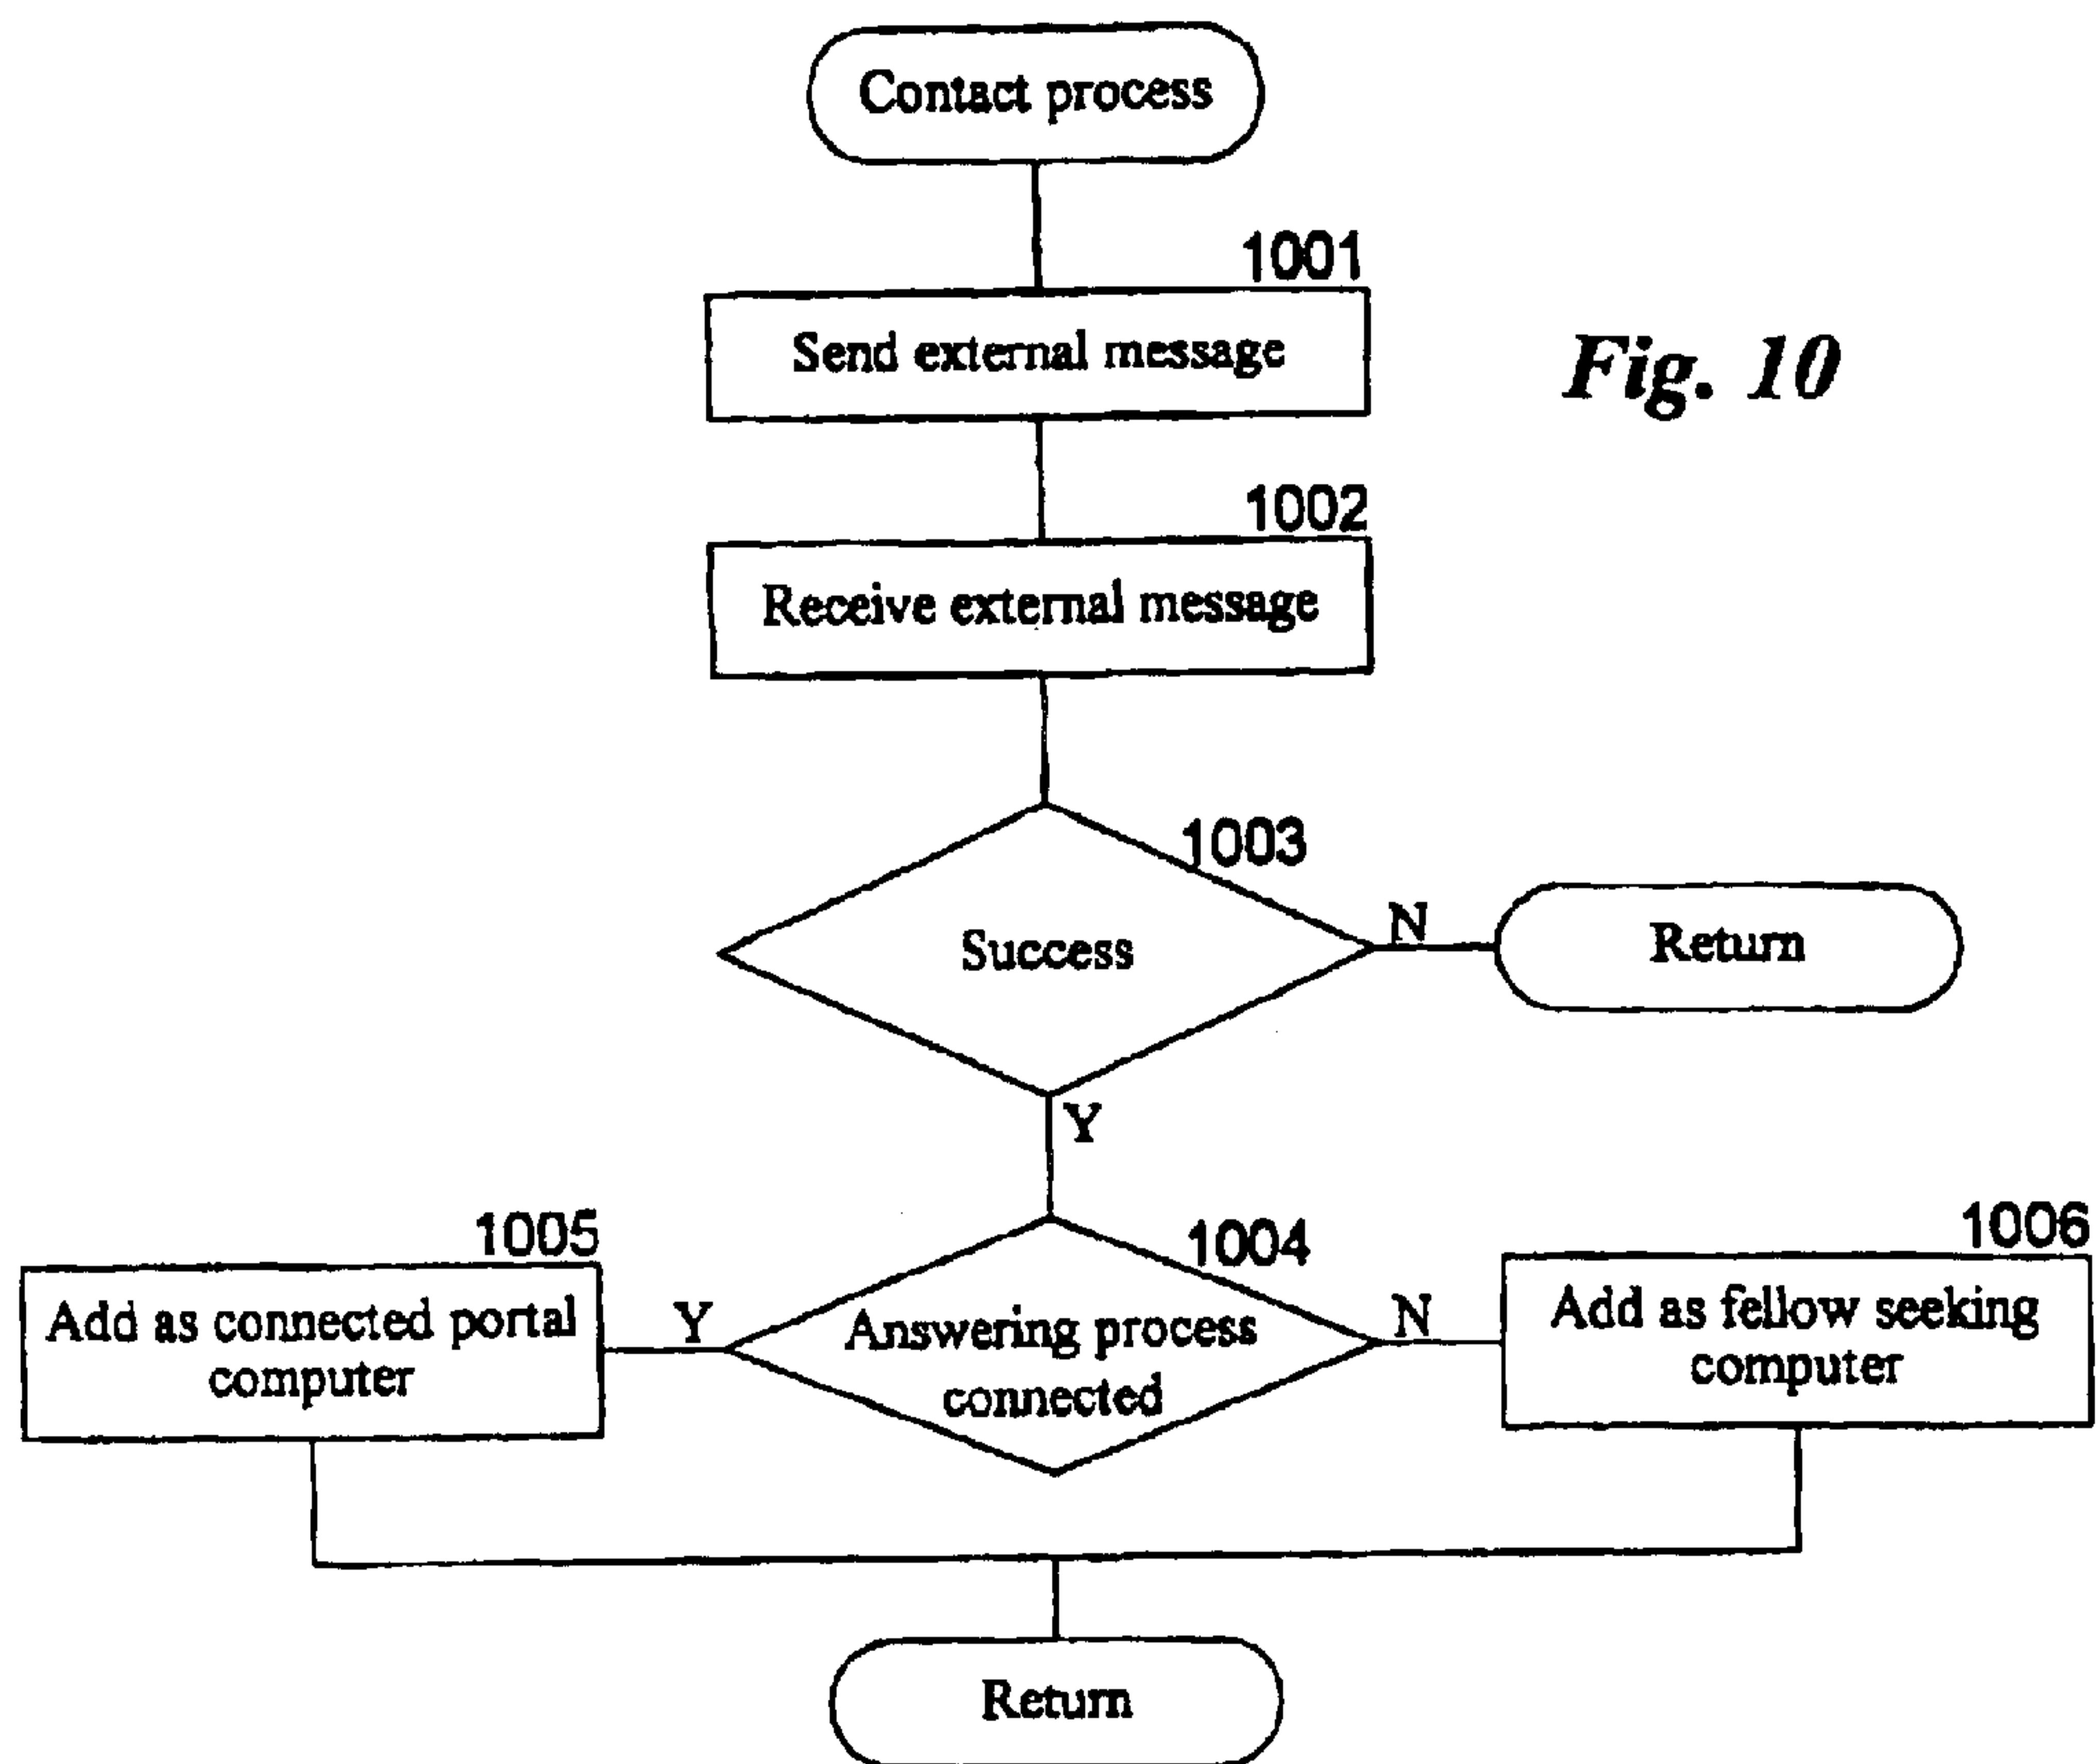 Contact process
1001
Send external message
Fig. 10
1002
Receive external message
1003
Success
N
Return
Y
1005
Add as connected portal
computer
Y
1004
Answering process
connected
N
1006
Add as fellow seeking
computer
Return